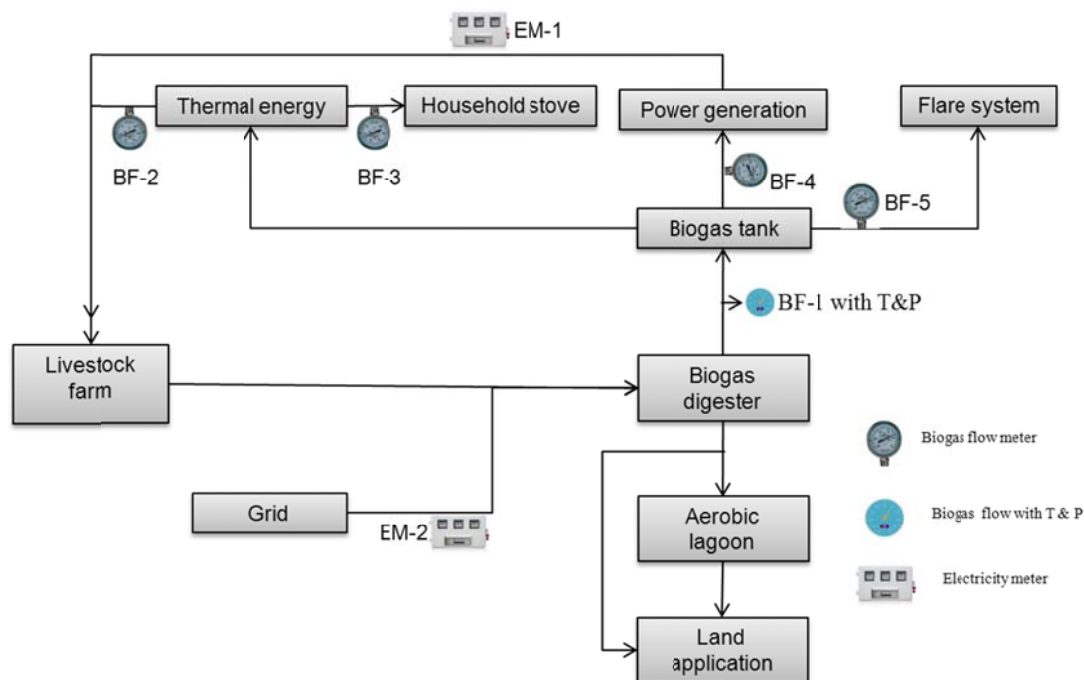 EM-1
Thermal energy
Household stove
Power generation
Flare system
BF-2
BF-3
BF-4
BF-5
Biogas tank
BF-1 with T&P
Livestock
farm
Biogas
digester
Biogas flow meter
Grid
EM-2
Aerobic
lagoon
Biogas flow with T & P
Electricity meter
Land
application